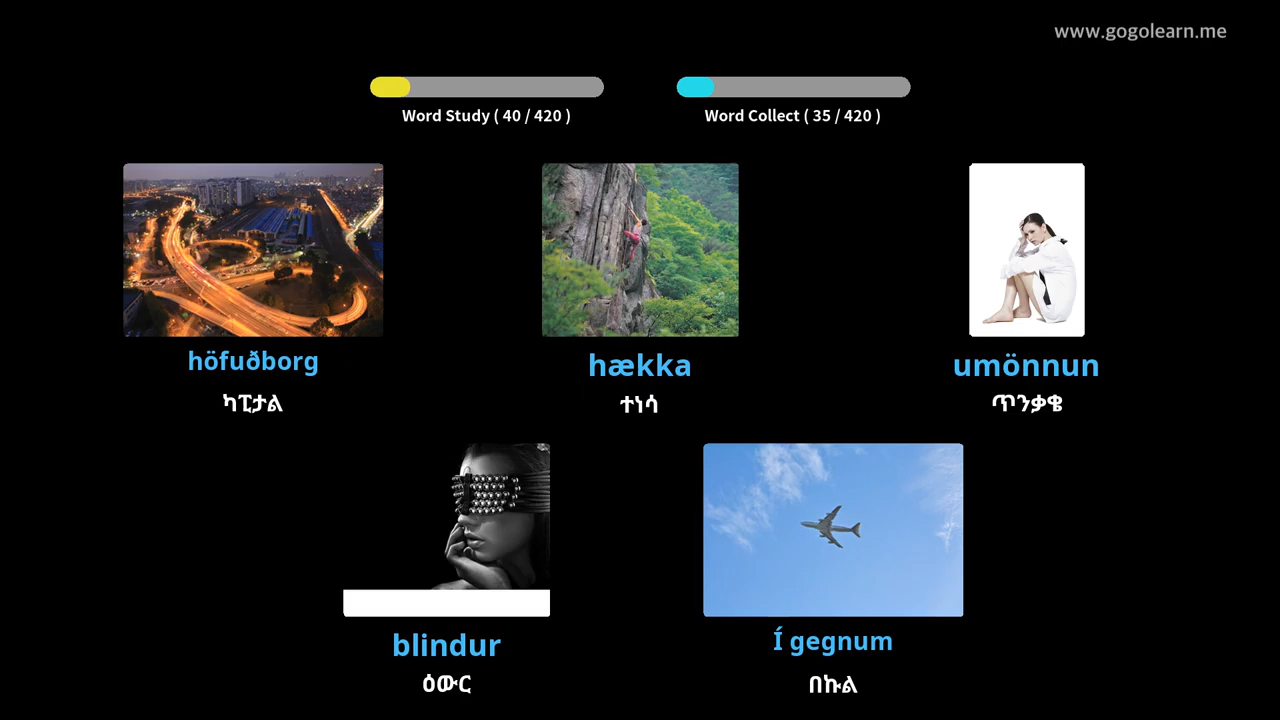 www.gogolearn.me
Word Study ( 40 / 420 )
Word Collect ( 35 / 420 )
höfuðborg
hækka
umönnun
ካፒታል
ተነሳ
ጥንቃቄ
blindur
Í gegnum
ዕውር
በኩል